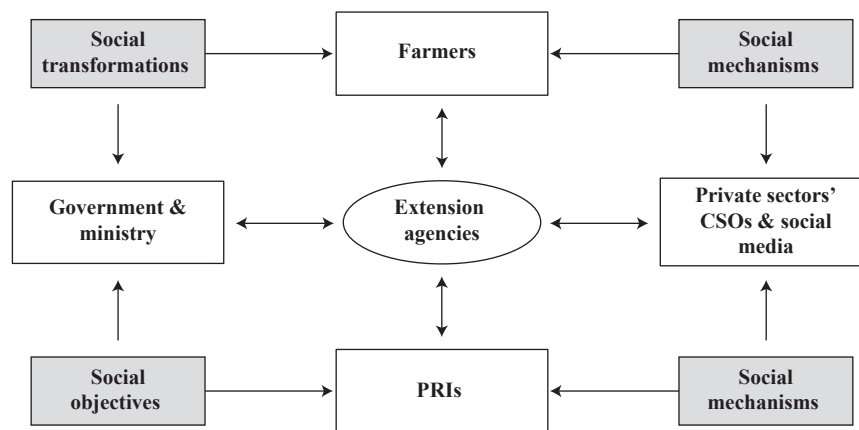 Social
transformations
Farmers
Social
mechanisms
Government &
ministry
Extension
agencies
Private sectors’
CSOs & social
media
Social
objectives
PRIs
Social
mechanisms